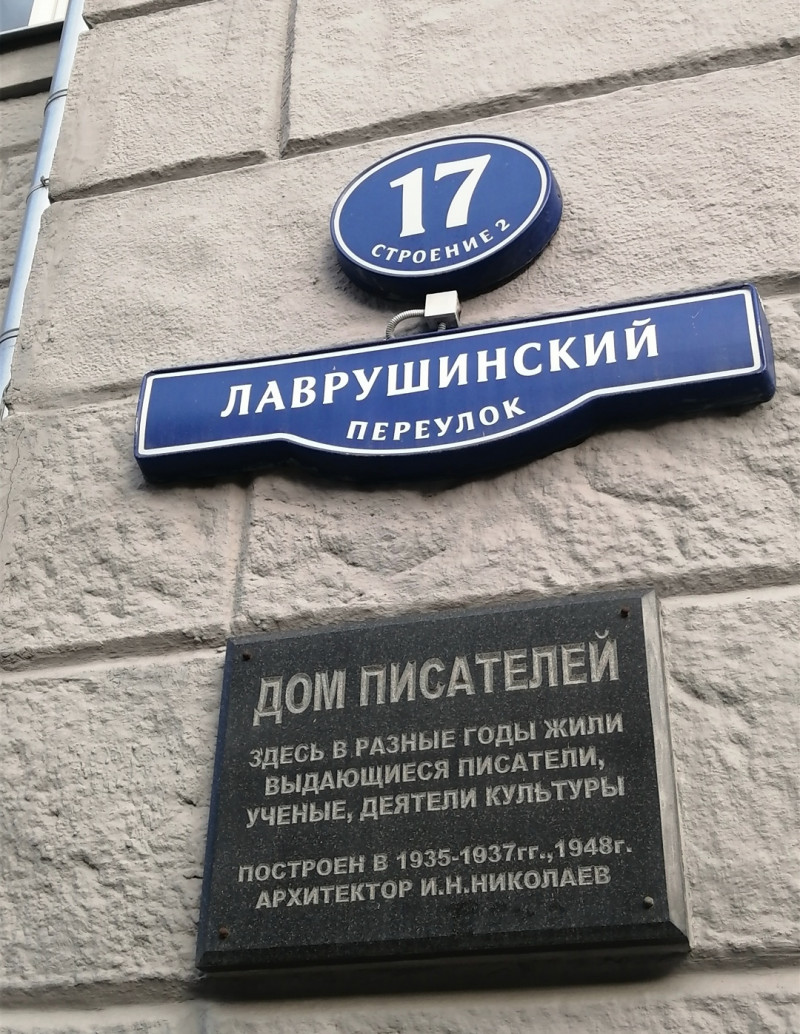 17
СТРОЕНИЕ 2
ЛАВРУШИНСКИЙ
ПЕРЕУЛОК
ДОМ ПИСАТЕЛЕЙ
ЗДЕСЬ В РАЗНЫЕ ГОДЫ ЖИЛИ
ВЫДАЮЩИЕСЯ ПИСАТЕЛИ,
УЧЕНЫЕ, ДЕЯТЕЛИ КУЛЬТУРЫ
ПОСТРОЕН В 1935-1937гг.,1948г.
АРХИТЕКТОР И.Н.НИКОЛАЕВ